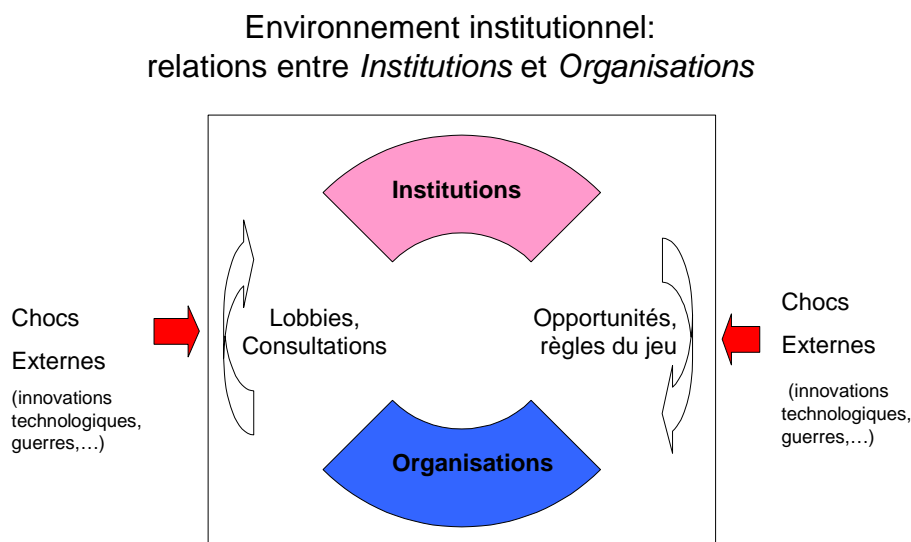 Environnement institutionnel:
relations entre Institutions et Organisations
Institutions
Lobbies,
Consultations
Opportunités,
règles du jeu
Chocs
Externes
(innovations
technologiques,
guerres,…)
Chocs
Externes
(innovations
technologiques,
guerres,…)
Organisations